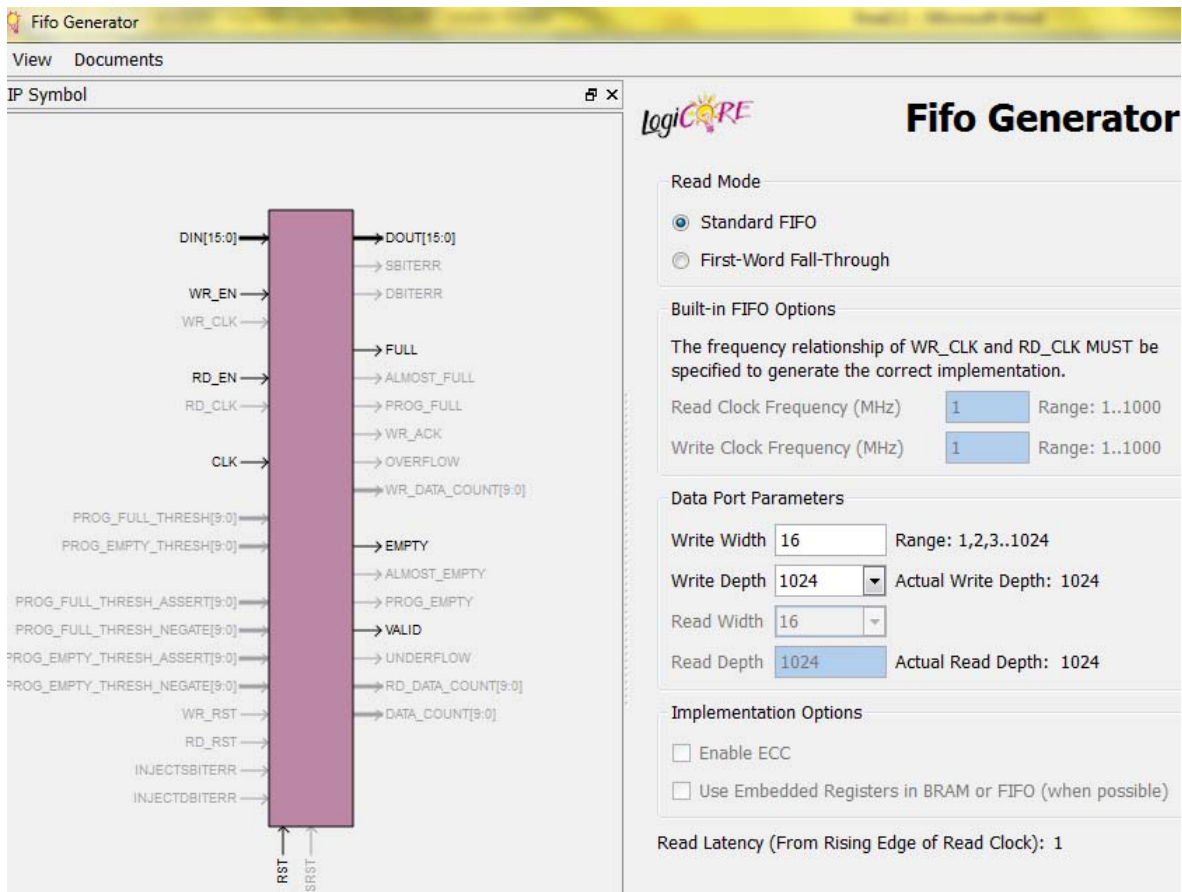 Fifo Generator
View Documents
IP Symbol
DIN[15:0]
WR_EN
WR_CLK
RD_EN
RD_CLK
CLK
PROG_FULL_THRESH[9:0]
PROG_EMPTY_THRESH[9:0]
PROG_FULL_THRESH_ASSERT[9:0]
PROG_FULL_THRESH_NEGATE[9:0]
PROG_EMPTY_THRESH_ASSERT[9:0]
PROG_EMPTY_THRESH_NEGATE[9:0]
WR_RST
RD_RST
INJECTSBITERR
INJECTDBITERR
DOUT[15:0]
SBITERR
DBITERR
FULL
ALMOST_FULL
PROG_FULL
WR_ACK
OVERFLOW
WR_DATA_COUNT[9:0]
EMPTY
ALMOST_EMPTY
PROG_EMPTY
VALID
UNDERFLOW
RD_DATA_COUNT[9:0]
DATA_COUNT[9:0]
RST
SRST
LogiCORE
Fifo Generator
Read Mode
Standard FIFO
First-Word Fall-Through
Built-in FIFO Options
The frequency relationship of WR_CLK and RD_CLK MUST be
specified to generate the correct implementation.
Read Clock Frequency (MHz) 1 Range: 1..1000
Write Clock Frequency (MHz) 1 Range: 1..1000
Data Port Parameters
Write Width 16 Range: 1,2,3..1024
Write Depth 1024 Actual Write Depth: 1024
Read Width 16
Read Depth 1024 Actual Read Depth: 1024
Implementation Options
Enable ECC
Use Embedded Registers in BRAM or FIFO (when possible)
Read Latency (From Rising Edge of Read Clock): 1